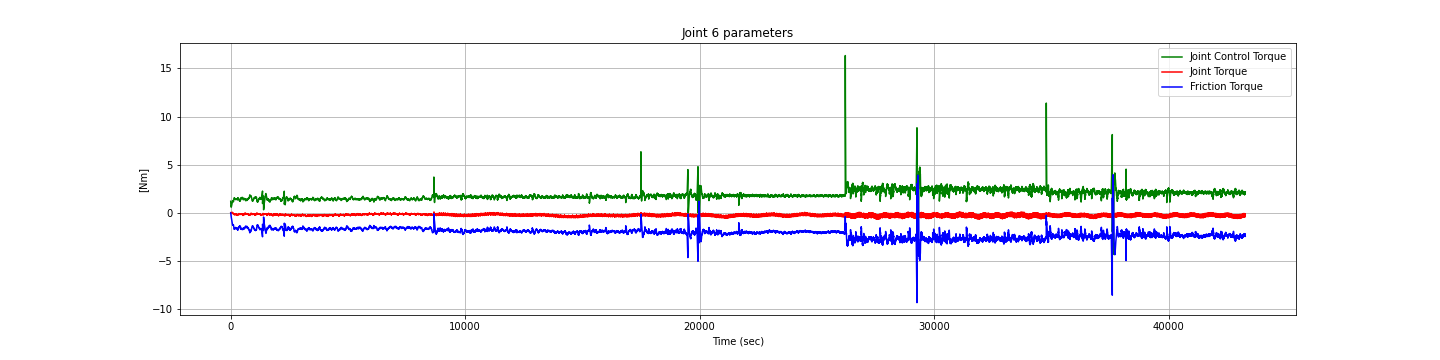 Joint 6 parameters
Joint Control Torque
Joint Torque
Friction Torque
[Nm]
15
10
5
0
−5
−10
0 10000 20000 30000 40000
Time (sec)